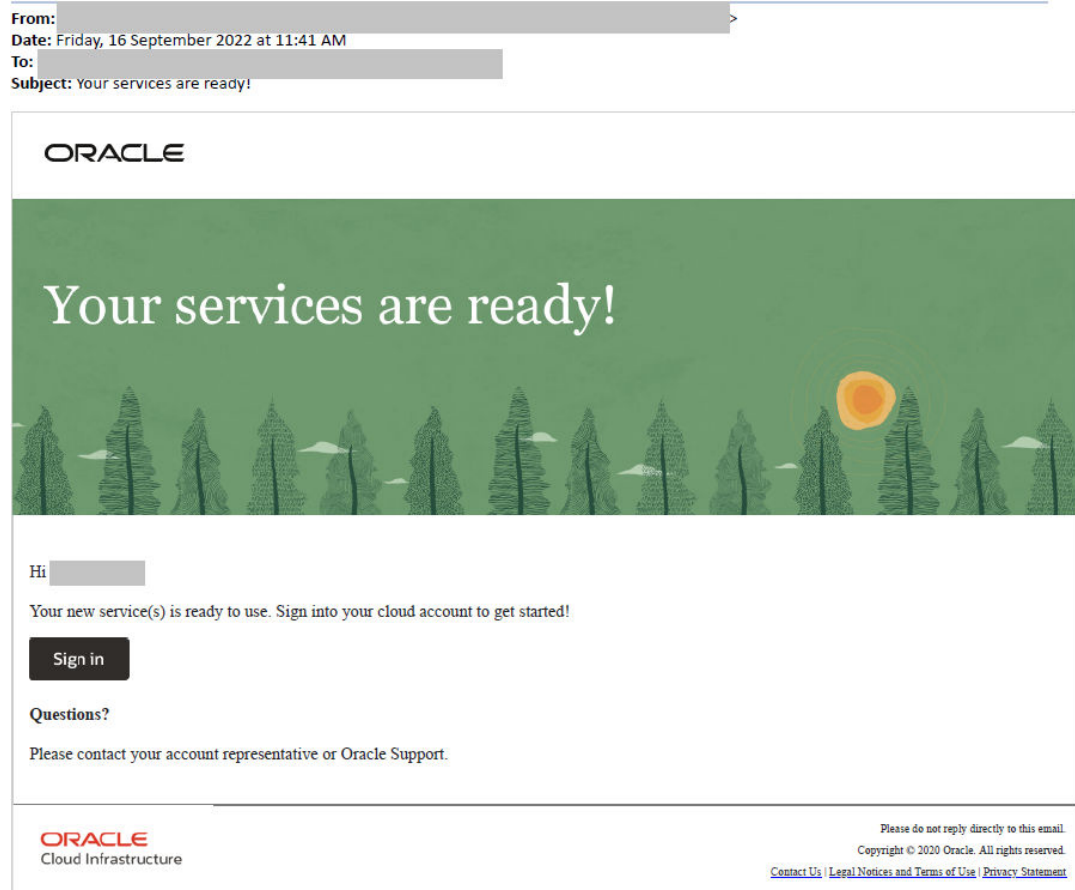 From: >
Date: Friday, 16 September 2022 at 11:41 AM
To:
Subject: Your services are ready!
ORACLE
Your services are ready!
Hi
Your new service(s) is ready to use. Sign into your cloud account to get started!
Sign in
Questions?
Please contact your account representative or Oracle Support.
ORACLE
Cloud Infrastructure
Please do not reply directly to this email.
Copyright © 2020 Oracle. All rights reserved.
Contact Us | Legal Notices and Terms of Use | Privacy Statement